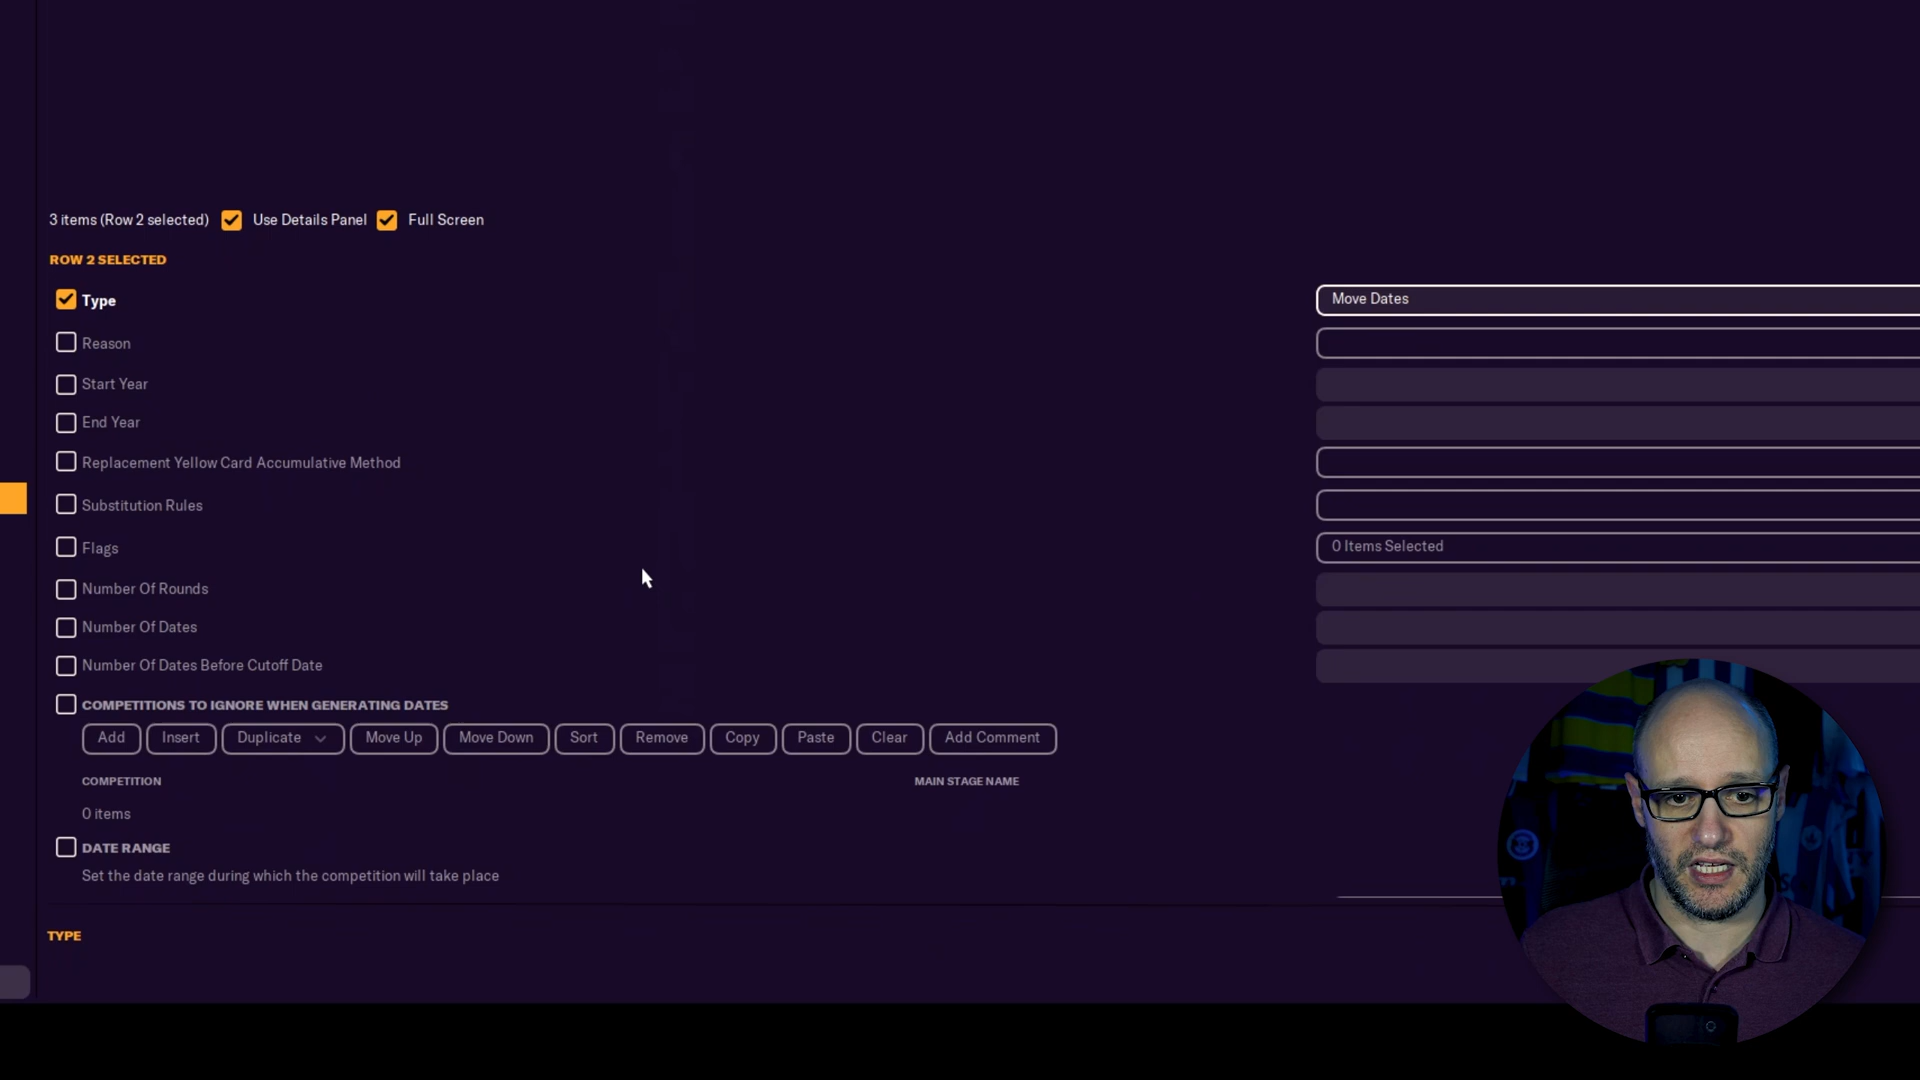 3 items (Row 2 selected) Use Details Panel Full Screen
ROW 2 SELECTED
Type Move Dates
Reason
Start Year
End Year
Replacement Yellow Card Accumulative Method
Substitution Rules
Flags 0 Items Selected
Number Of Rounds
Number Of Dates
Number Of Dates Before Cutoff Date
COMPETITIONS TO IGNORE WHEN GENERATING DATES
Add Insert Duplicate Move Up Move Down Sort Remove Copy Paste Clear Add Comment
COMPETITION MAIN STAGE NAME
0 items
DATE RANGE
Set the date range during which the competition will take place
TYPE